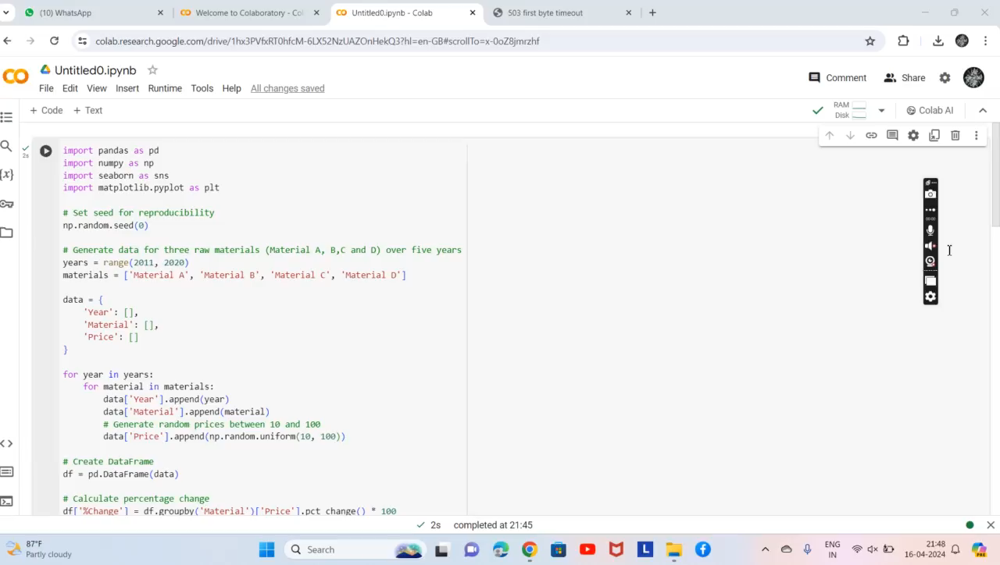 (10) WhatsApp
Welcome to Colaboratory - Co
Untitled0.ipynb - Colab
503 first byte timeout
colab.research.google.com/drive/1hx3PVfxRT0hfcM-6LX52NzUAZOnHekQ3?hl=en-GB#scrollTo=x-0oZ8jmrzhf
CO
Untitled0.ipynb
Comment
Share
File Edit View Insert Runtime Tools Help All changes saved
+ Code + Text
RAM
Disk
Colab AI
2s
import pandas as pd
import numpy as np
import seaborn as sns
import matplotlib.pyplot as plt
# Set seed for reproducibility
np.random.seed(0)
# Generate data for three raw materials (Material A, B,C and D) over five years
years = range(2011, 2020)
materials = ['Material A', 'Material B', 'Material C', 'Material D']
data = {
'Year': [],
'Material': [],
'Price': []
}
for year in years:
for material in materials:
data['Year'].append(year)
data['Material'].append(material)
# Generate random prices between 10 and 100
data['Price'].append(np.random.uniform(10, 100))
# Create DataFrame
df = pd.DataFrame(data)
# Calculate percentage change
df['%Change'] = df.groupby('Material')['Price'].pct_change() * 100
{x}
00:00
2s completed at 21:45
87°F
Partly cloudy
Search
L
ENG
IN
21:48
16-04-2024
PRE